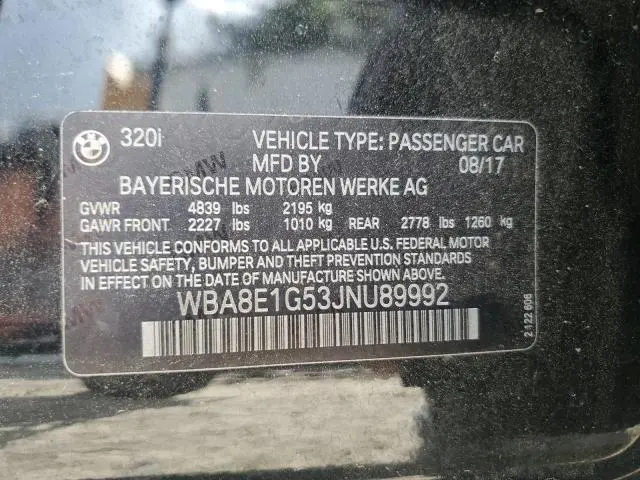 320i VEHICLE TYPE: PASSENGER CAR
MFD BY 08/17
BAYERISCHE MOTOREN WERKE AG
GVWR 4839 lbs 2195 kg
GAWR FRONT 2227 lbs 1010 kg REAR 2778 lbs 1260 kg
THIS VEHICLE CONFORMS TO ALL APPLICABLE U.S. FEDERAL MOTOR
VEHICLE SAFETY, BUMPER AND THEFT PREVENTION STANDARDS
IN EFFECT ON THE DATE OF MANUFACTURE SHOWN ABOVE.
WBA8E1G53JNU89992
2 122 606